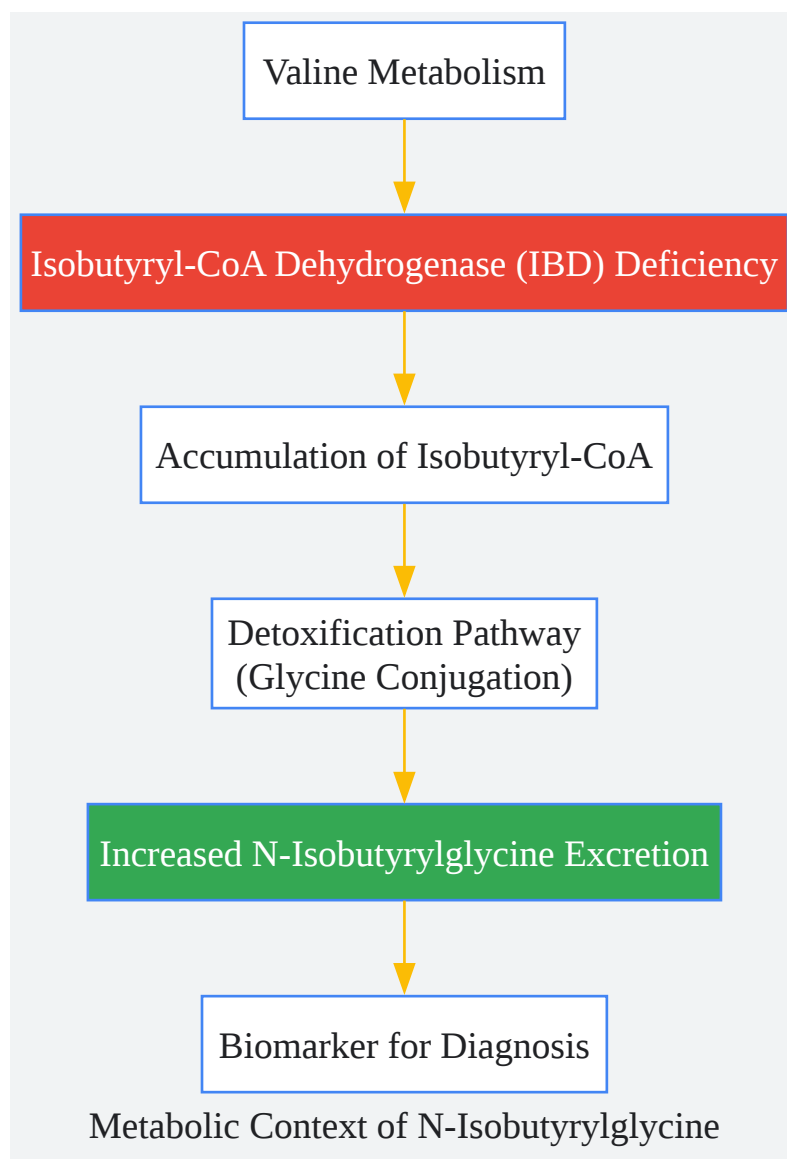 Valine Metabolism
Isobutyryl-CoA Dehydrogenase (IBD) Deficiency
Accumulation of Isobutyryl-CoA
Detoxification Pathway
(Glycine Conjugation)
Increased N-Isobutyrylglycine Excretion
Biomarker for Diagnosis
Metabolic Context of N-Isobutyrylglycine